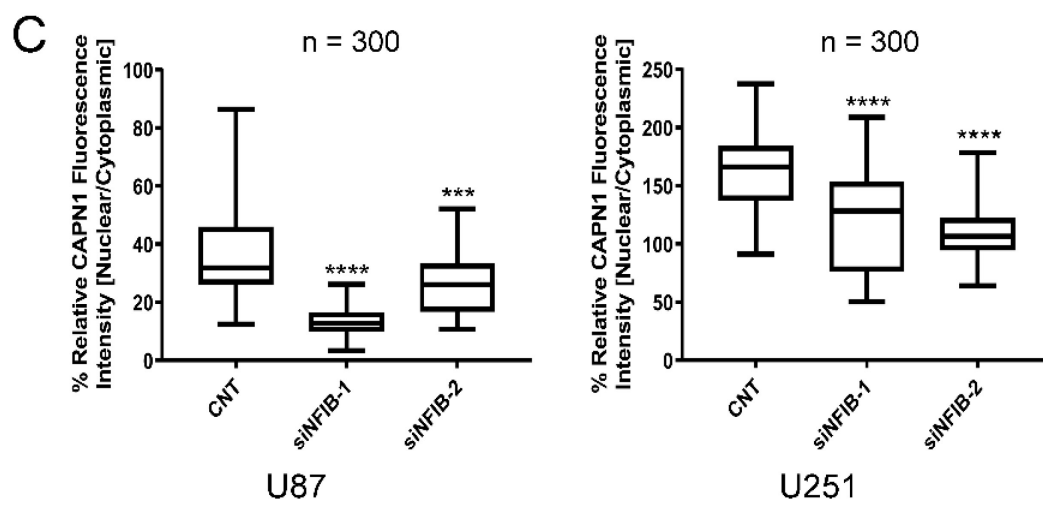 C
n = 300
% Relative CAPN1 Fluorescence
Intensity [Nuclear/Cytoplasmic]
100
80
60
40
20
0
****
***
CNT
siNFIB-1
siNFIB-2
U87
n = 300
% Relative CAPN1 Fluorescence
Intensity [Nuclear/Cytoplasmic]
250
200
150
100
50
0
****
****
CNT
siNFIB-1
siNFIB-2
U251